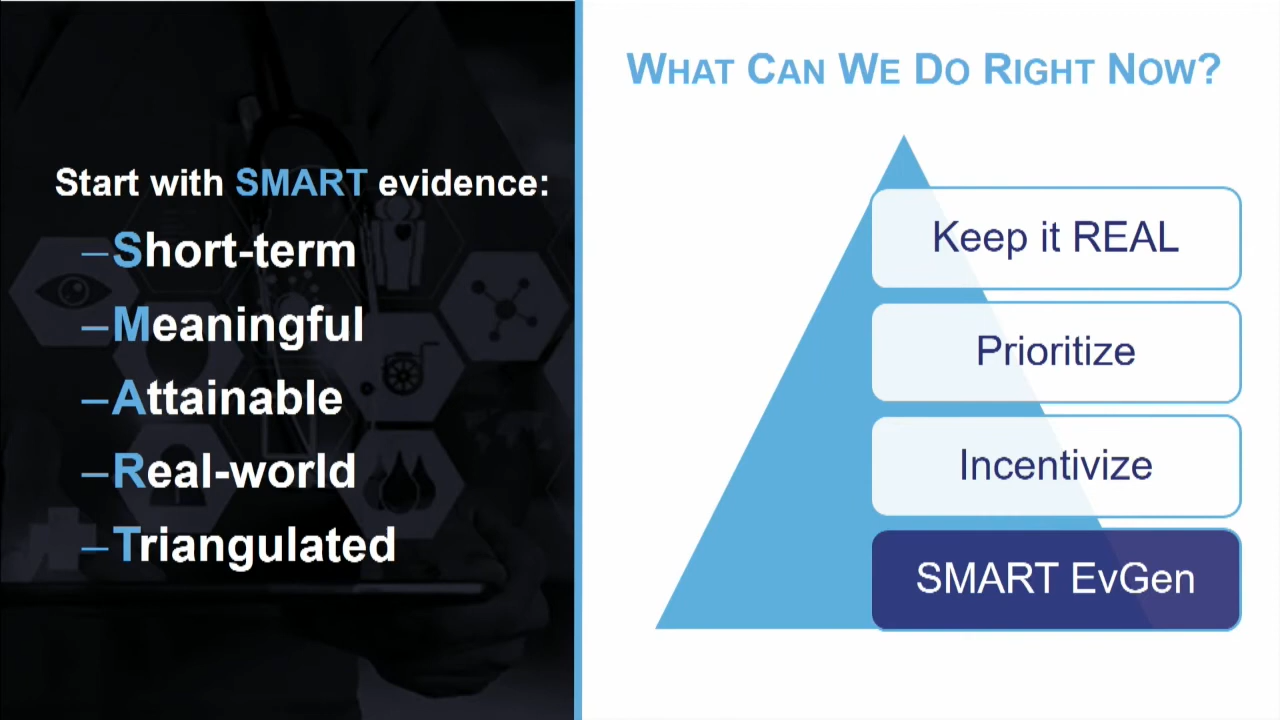 Start with SMART evidence:
–Short-term
–Meaningful
–Attainable
–Real-world
–Triangulated
WHAT CAN WE DO RIGHT NOW?
Keep it REAL
Prioritize
Incentivize
SMART EvGen